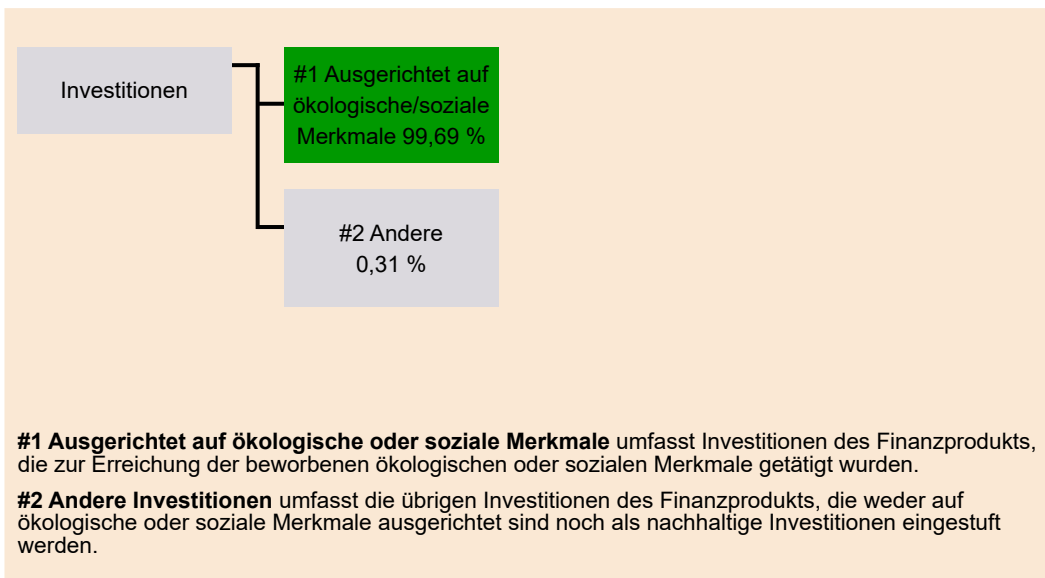 Investitionen
#1 Ausgerichtet auf
ökologische/soziale
Merkmale 99,69 %
#2 Andere
0,31 %
#1 Ausgerichtet auf ökologische oder soziale Merkmale umfasst Investitionen des Finanzprodukts,
die zur Erreichung der beworbenen ökologischen oder sozialen Merkmale getätigt wurden.
#2 Andere Investitionen umfasst die übrigen Investitionen des Finanzprodukts, die weder auf
ökologische oder soziale Merkmale ausgerichtet sind noch als nachhaltige Investitionen eingestuft
werden.